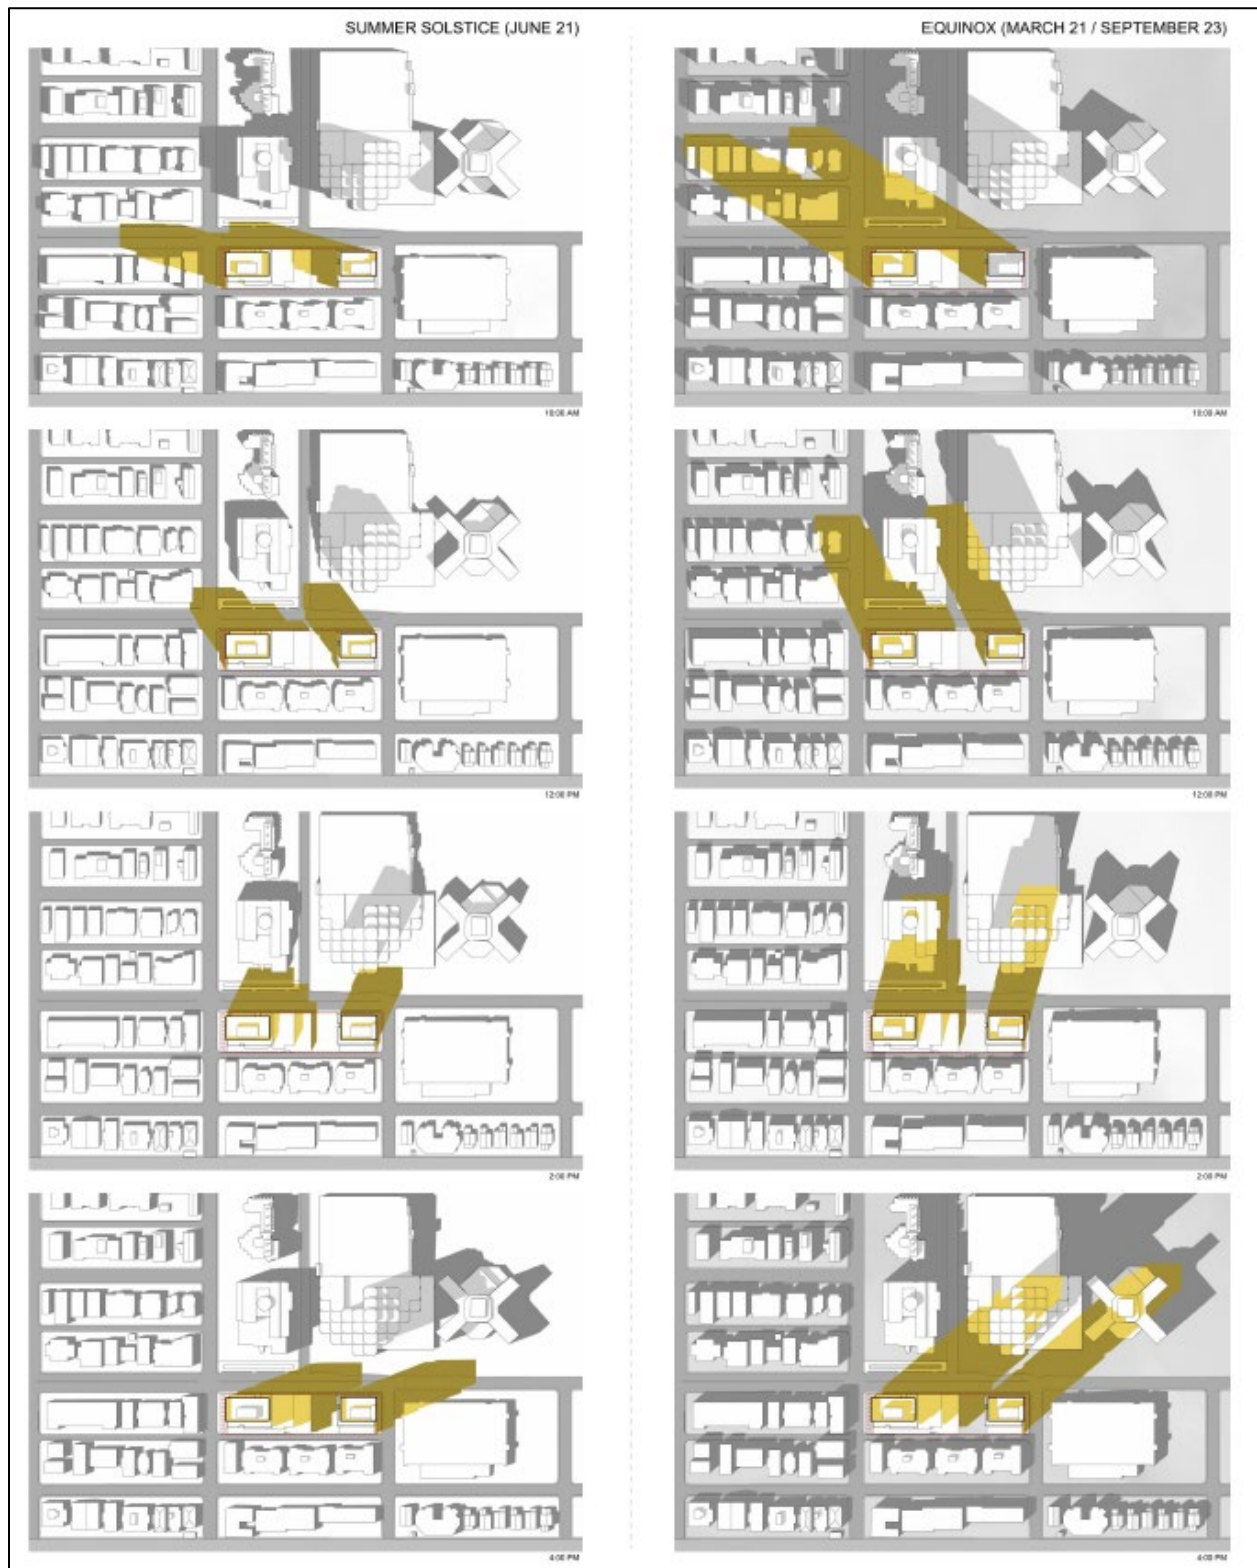 SUMMER SOLSTICE (JUNE 21)
EQUINOX (MARCH 21 / SEPTEMBER 23)
10:00 AM
10:00 AM
12:00 PM
12:00 PM
2:00 PM
2:00 PM
4:00 PM
4:00 PM